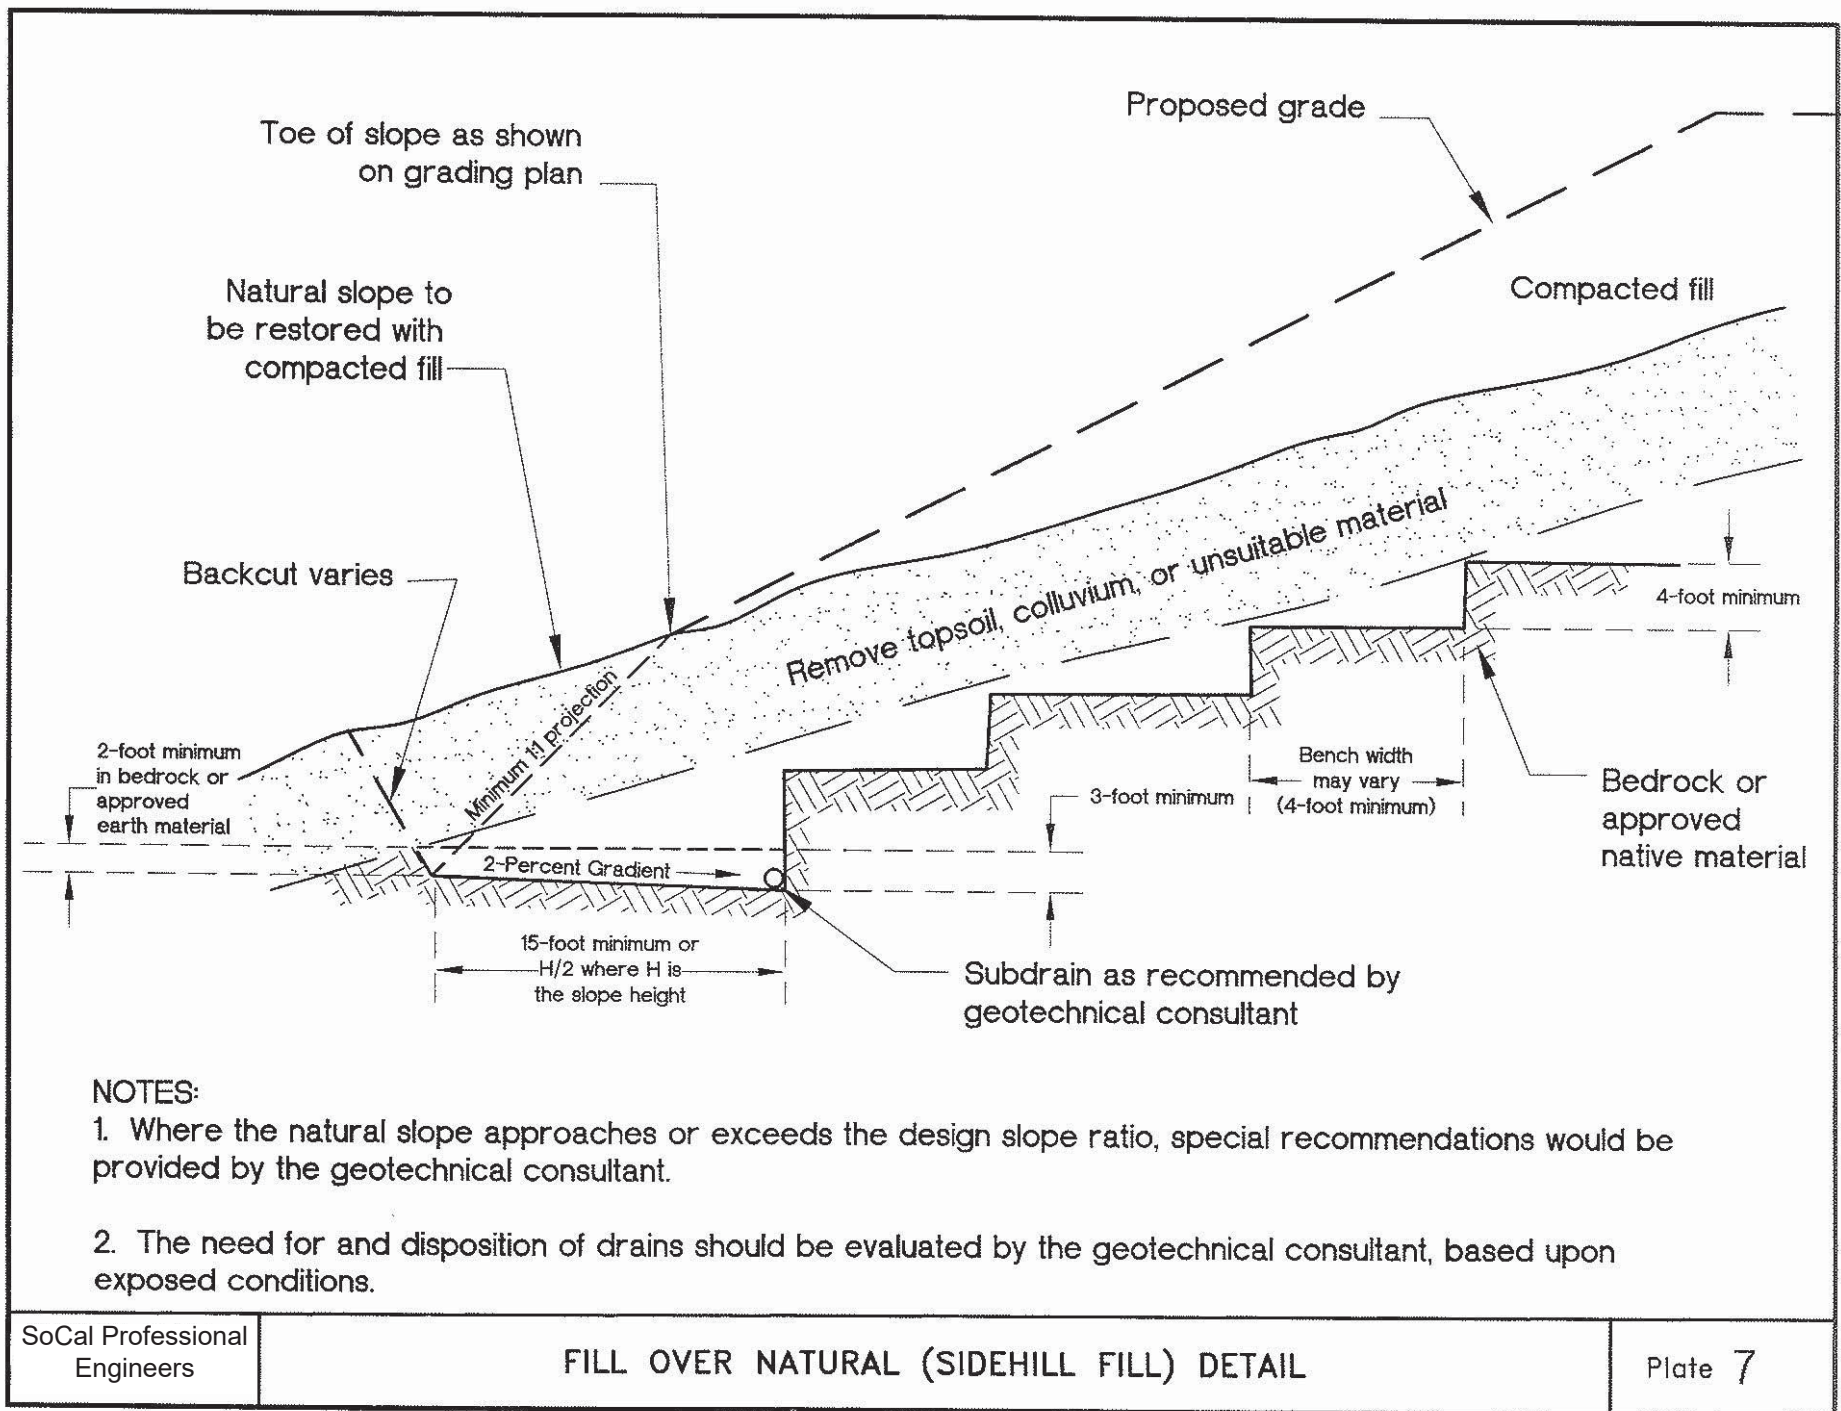 Proposed grade
Toe of slope as shown
on grading plan
Natural slope to
be restored with
compacted fill
Compacted fill
Backcut varies
Remove topsoil, colluvium, or unsuitable material
Minimum 1:1 projection
4-foot minimum
2-foot minimum
in bedrock or
approved
earth material
Bench width
may vary
(4-foot minimum)
3-foot minimum
Bedrock or
approved
native material
2-Percent Gradient
15-foot minimum or
H/2 where H is
the slope height
Subdrain as recommended by
geotechnical consultant
NOTES:
1. Where the natural slope approaches or exceeds the design slope ratio, special recommendations would be
provided by the geotechnical consultant.
2. The need for and disposition of drains should be evaluated by the geotechnical consultant, based upon
exposed conditions.
SoCal Professional
Engineers
FILL OVER NATURAL (SIDEHILL FILL) DETAIL
Plate 7